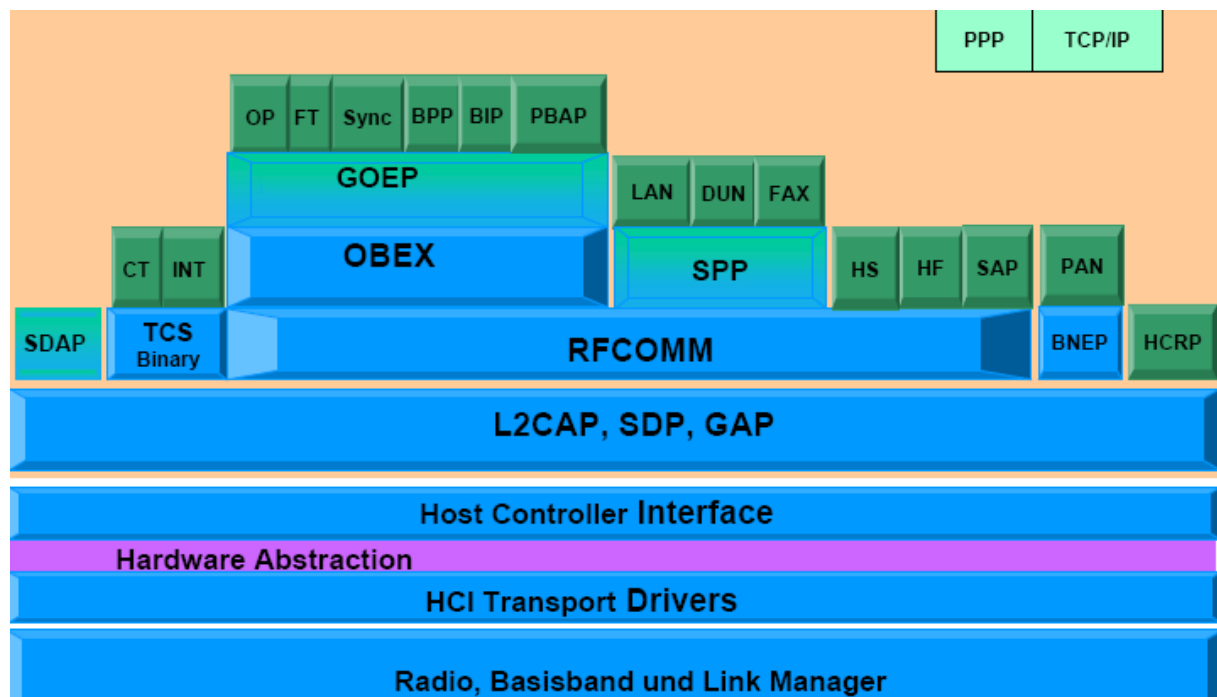 PPP TCP/IP
OP FT Sync BPP BIP PBAP
GOEP
LAN DUN FAX
OBEX
SPP
CT INT
HS HF SAP PAN
SDAP
TCS
Binary
RFCOMM
BNEP HCRP
L2CAP, SDP, GAP
Host Controller Interface
Hardware Abstraction
HCI Transport Drivers
Radio, Basisband und Link Manager